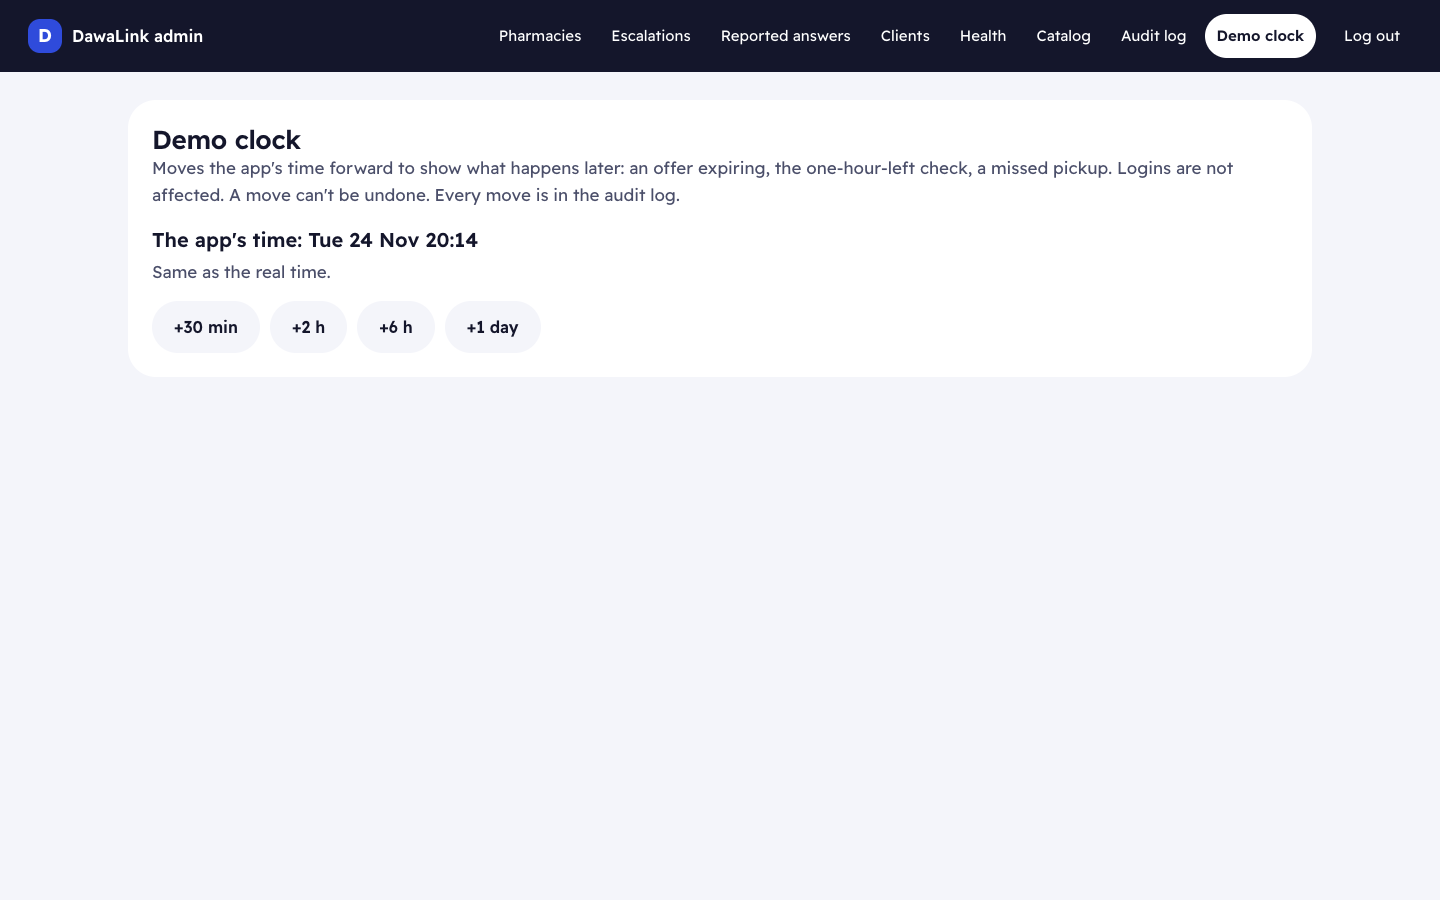 D DawaLink admin
Pharmacies Escalations Reported answers Clients Health Catalog Audit log Demo clock Log out
Demo clock
Moves the app's time forward to show what happens later: an offer expiring, the one-hour-left check, a missed pickup. Logins are not
affected. A move can't be undone. Every move is in the audit log.
The app's time: Tue 24 Nov 20:14
Same as the real time.
+30 min +2 h +6 h +1 day